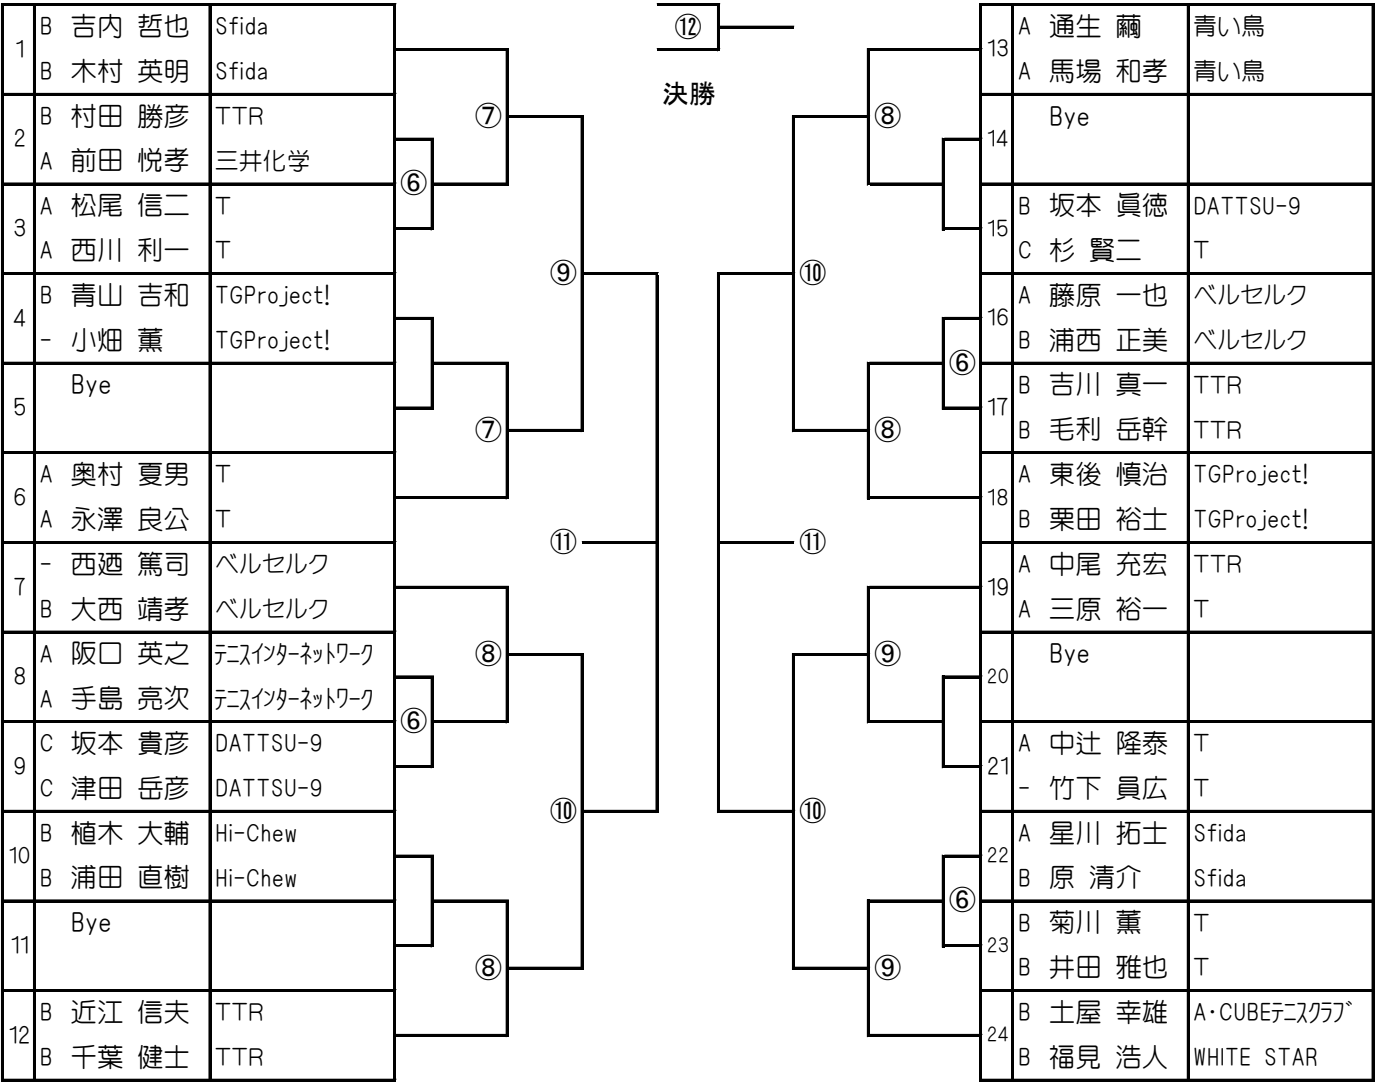 1 B 吉内 哲也 Sfida
B 木村 英明 Sfida
2 B 村田 勝彦 TTR
A 前田 悦孝 三井化学
3 A 松尾 信二 T
A 西川 利一 T
4 B 青山 吉和 TGProject!
- 小畑 薫 TGProject!
5 Bye
6 A 奥村 夏男 T
A 永澤 良公 T
7 - 西廼 篤司 ベルセルク
B 大西 靖孝 ベルセルク
8 A 阪口 英之 テニスインターネットワーク
A 手島 亮次 テニスインターネットワーク
9 C 坂本 貴彦 DATTSU-9
C 津田 岳彦 DATTSU-9
10 B 植木 大輔 Hi-Chew
B 浦田 直樹 Hi-Chew
11 Bye
12 B 近江 信夫 TTR
B 千葉 健士 TTR
⑦
⑥
⑨
⑦
⑪
⑧
⑥
⑩
⑧
⑫
決勝
⑧
⑩
⑥
⑧
⑪
⑨
⑩
⑥
⑨
13 A 通生 繭 青い鳥
A 馬場 和孝 青い鳥
14 Bye
15 B 坂本 眞徳 DATTSU-9
C 杉 賢二 T
16 A 藤原 一也 ベルセルク
B 浦西 正美 ベルセルク
17 B 吉川 真一 TTR
B 毛利 岳幹 TTR
18 A 東後 慎治 TGProject!
B 栗田 裕士 TGProject!
19 A 中尾 充宏 TTR
A 三原 裕一 T
20 Bye
21 A 中辻 隆泰 T
- 竹下 員広 T
22 A 星川 拓士 Sfida
B 原 清介 Sfida
23 B 菊川 薫 T
B 井田 雅也 T
24 B 土屋 幸雄 A・CUBEテニスクラブ
B 福見 浩人 WHITE STAR